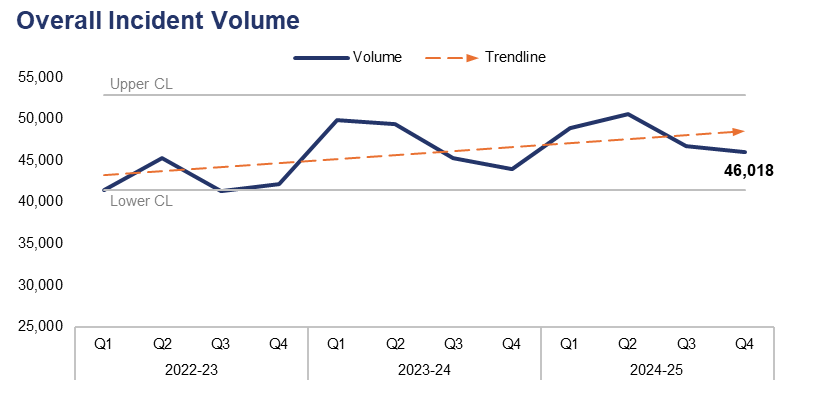 Overall Incident Volume
Volume Trendline
55,000
Upper CL
50,000
45,000
46,018
40,000
Lower CL
35,000
30,000
25,000
Q1 Q2 Q3 Q4 Q1 Q2 Q3 Q4 Q1 Q2 Q3 Q4
2022-23 2023-24 2024-25